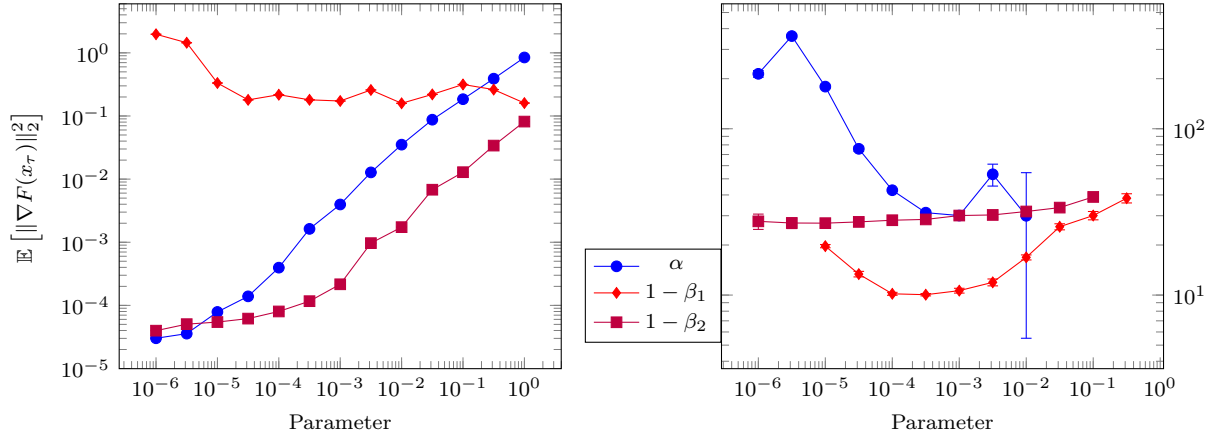 𝔼 [‖∇F(x_τ)‖₂²]
10⁰
10⁻¹
10⁻²
10⁻³
10⁻⁴
10⁻⁵
10⁻⁶ 10⁻⁵ 10⁻⁴ 10⁻³ 10⁻² 10⁻¹ 10⁰
Parameter
α
1 − β₁
1 − β₂
10²
10¹
10⁻⁶ 10⁻⁵ 10⁻⁴ 10⁻³ 10⁻² 10⁻¹ 10⁰
Parameter